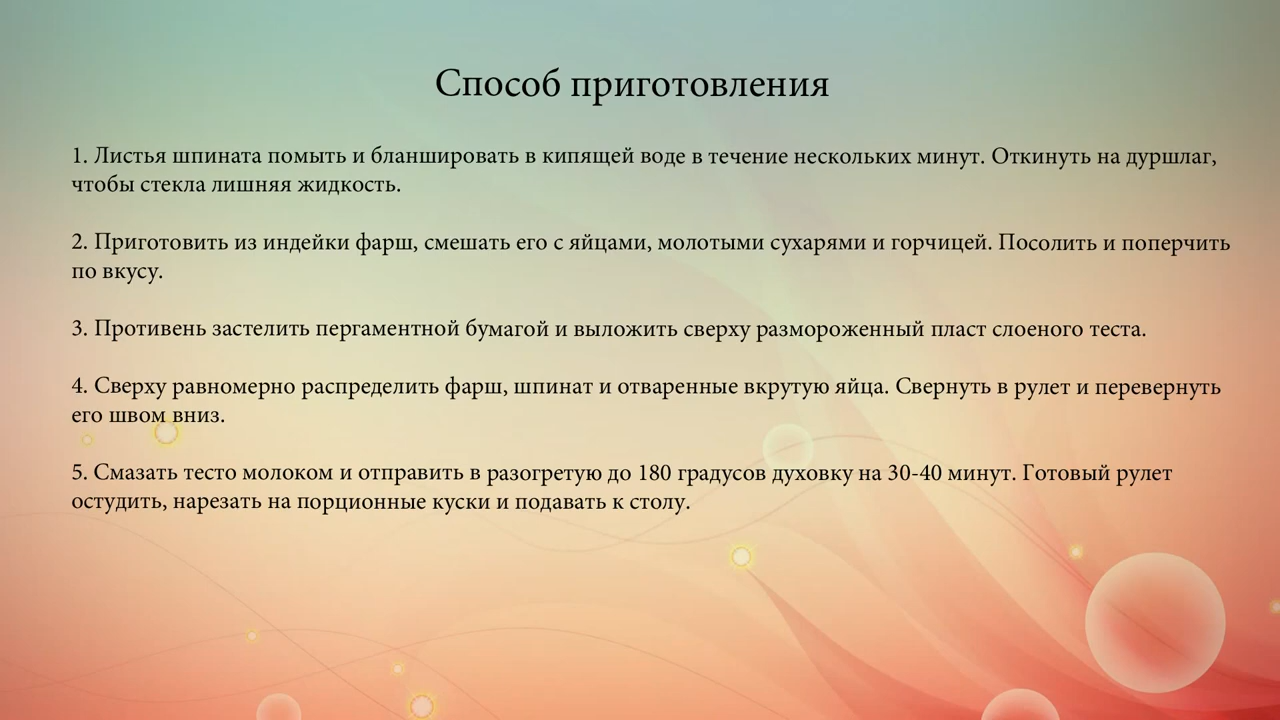 Способ приготовления
1. Листья шпината помыть и бланшировать в кипящей воде в течение нескольких минут. Откинуть на дуршлаг,
чтобы стекла лишняя жидкость.
2. Приготовить из индейки фарш, смешать его с яйцами, молотыми сухарями и горчицей. Посолить и поперчить
по вкусу.
3. Противень застелить пергаментной бумагой и выложить сверху размороженный пласт слоеного теста.
4. Сверху равномерно распределить фарш, шпинат и отваренные вкрутую яйца. Свернуть в рулет и перевернуть
его швом вниз.
5. Смазать тесто молоком и отправить в разогретую до 180 градусов духовку на 30-40 минут. Готовый рулет
остудить, нарезать на порционные куски и подавать к столу.